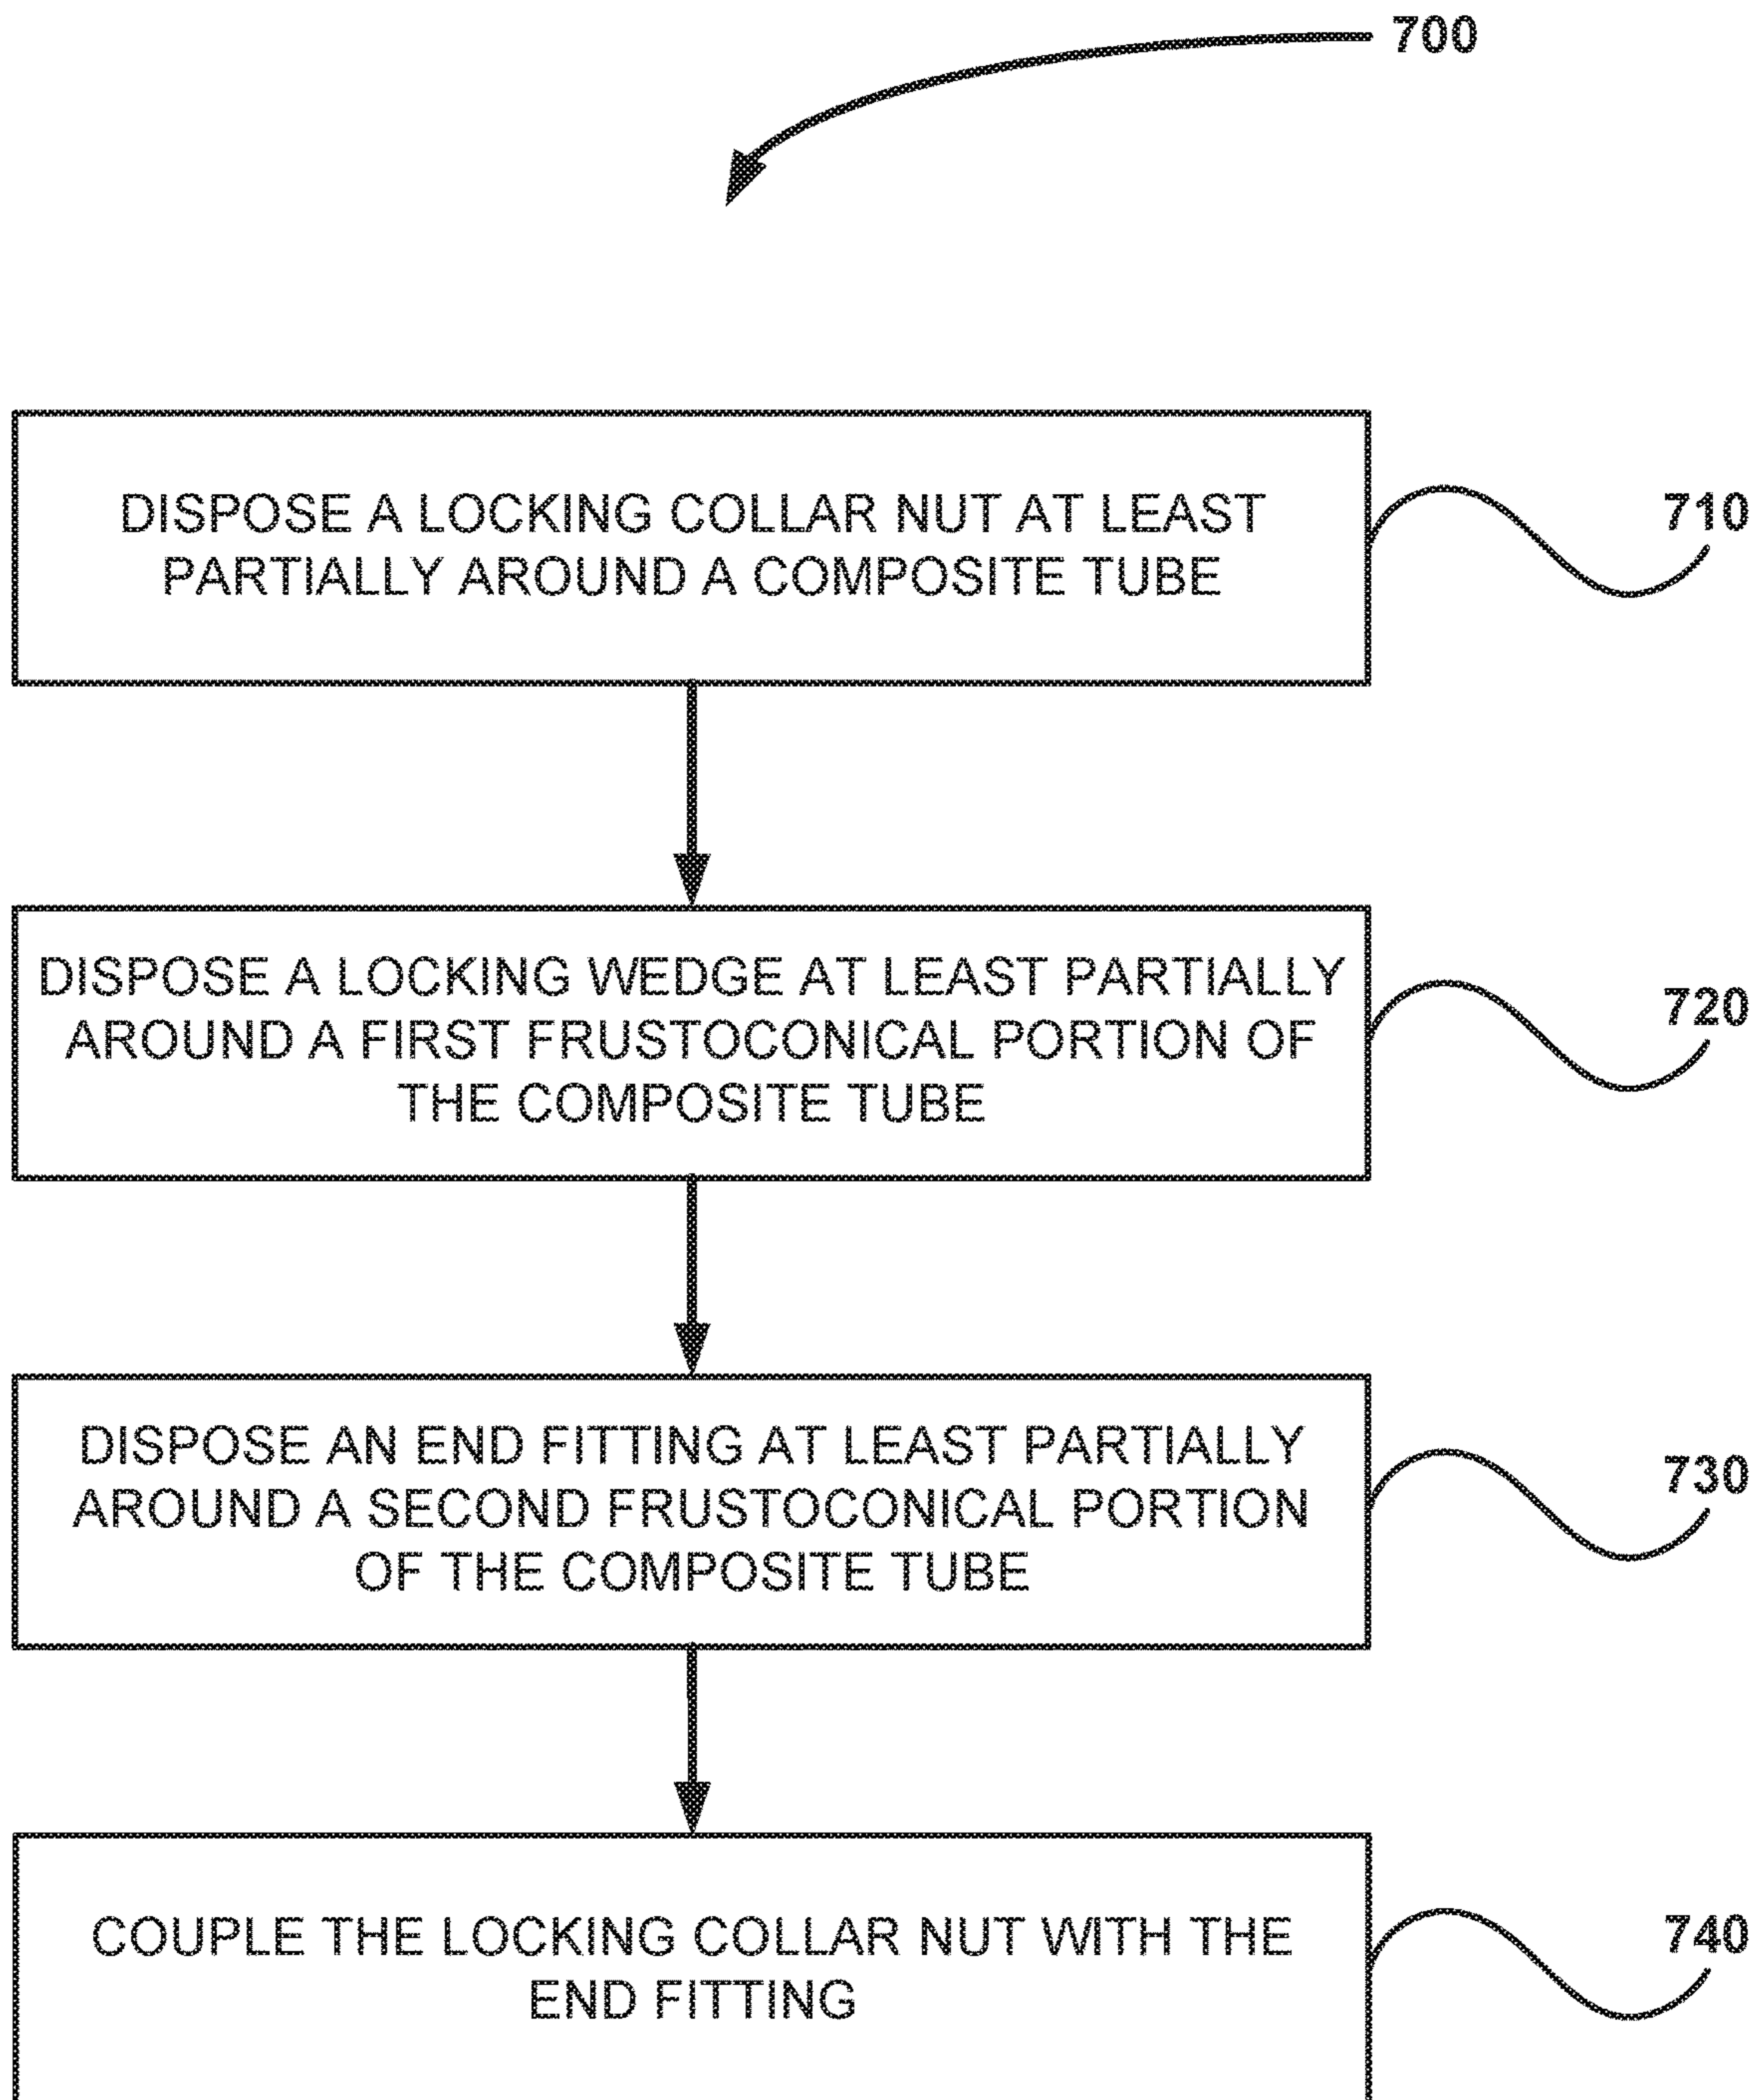 700
DISPOSE A LOCKING COLLAR NUT AT LEAST
PARTIALLY AROUND A COMPOSITE TUBE
710
DISPOSE A LOCKING WEDGE AT LEAST PARTIALLY
AROUND A FIRST FRUSTOCONICAL PORTION OF
THE COMPOSITE TUBE
720
DISPOSE AN END FITTING AT LEAST PARTIALLY
AROUND A SECOND FRUSTOCONICAL PORTION
OF THE COMPOSITE TUBE
730
COUPLE THE LOCKING COLLAR NUT WITH THE
END FITTING
740